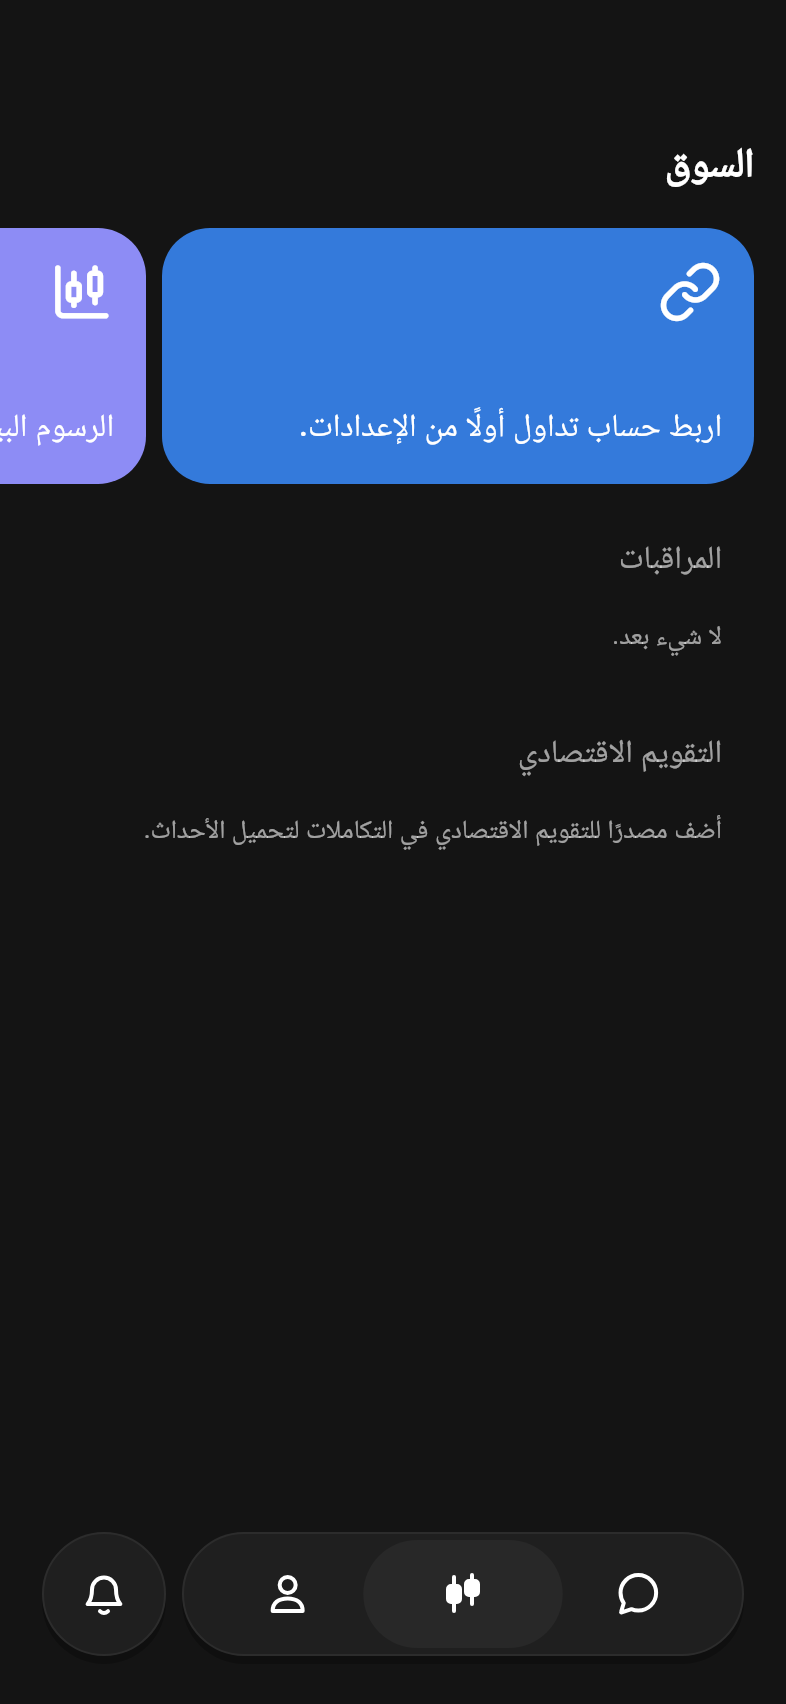 السوق
اربط حساب تداول أولًا من الإعدادات.
الرسوم
المراقبات
لا شيء بعد.
التقويم الاقتصادي
أضف مصدرًا للتقويم الاقتصادي في التكاملات لتحميل الأحداث.